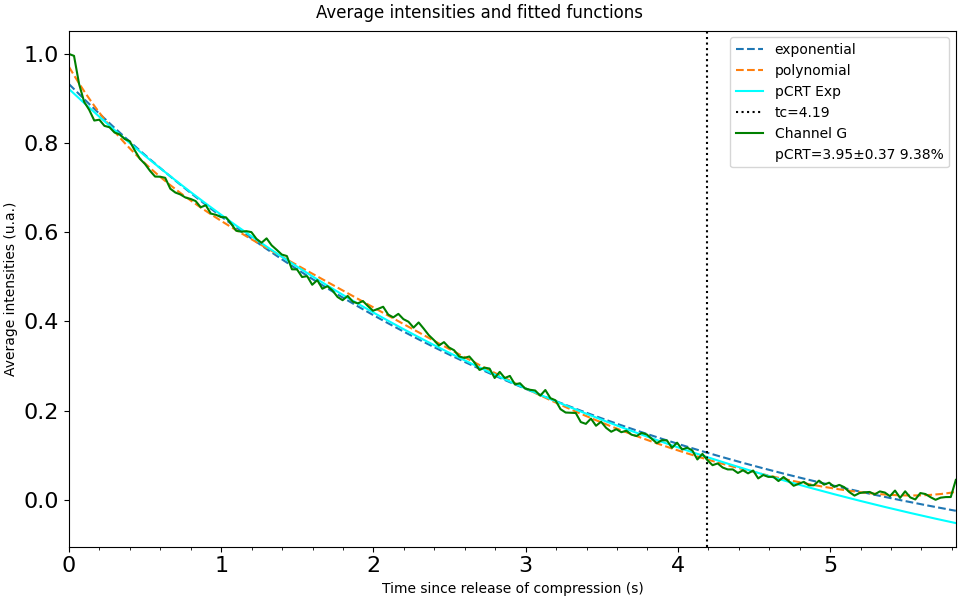 Average intensities and fitted functions
Average intensities (u.a.)
1.0
0.8
0.6
0.4
0.2
0.0
exponential
polynomial
pCRT Exp
tc=4.19
Channel G
pCRT=3.95±0.37 9.38%
0 1 2 3 4 5
Time since release of compression (s)